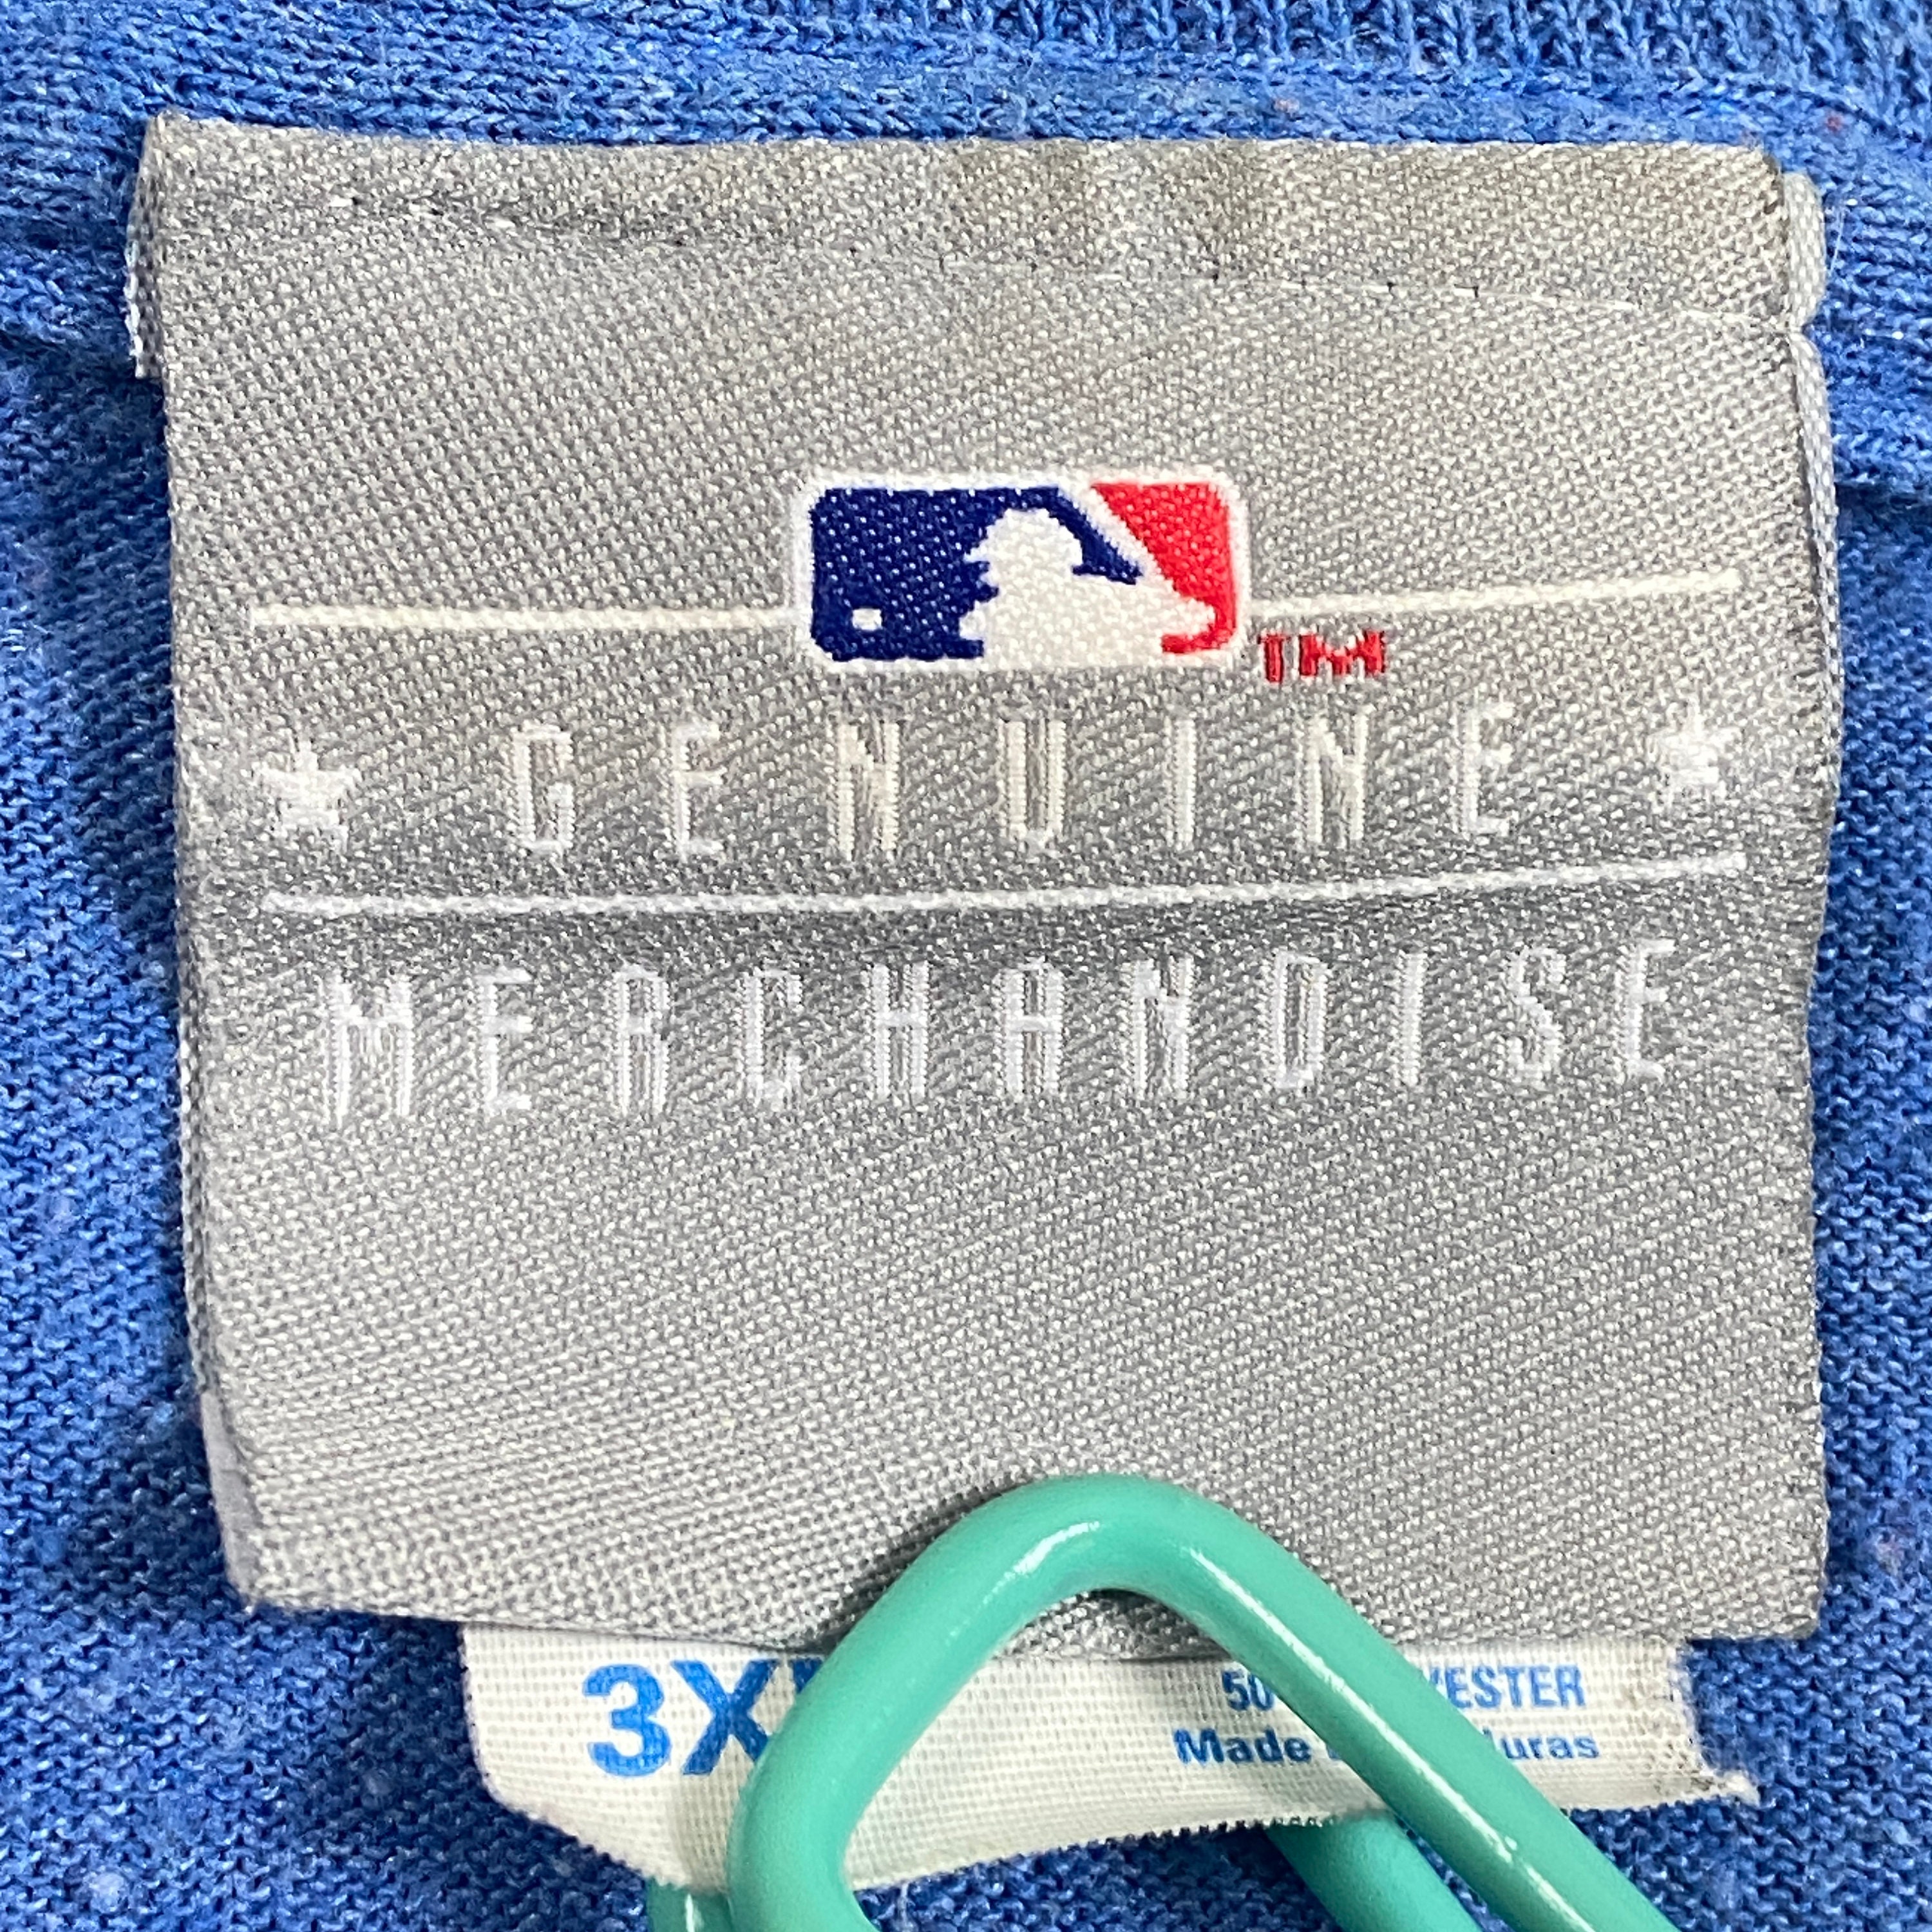 TM
GENUINE
MERCHANDISE
3X
50 ESTER
Made uras